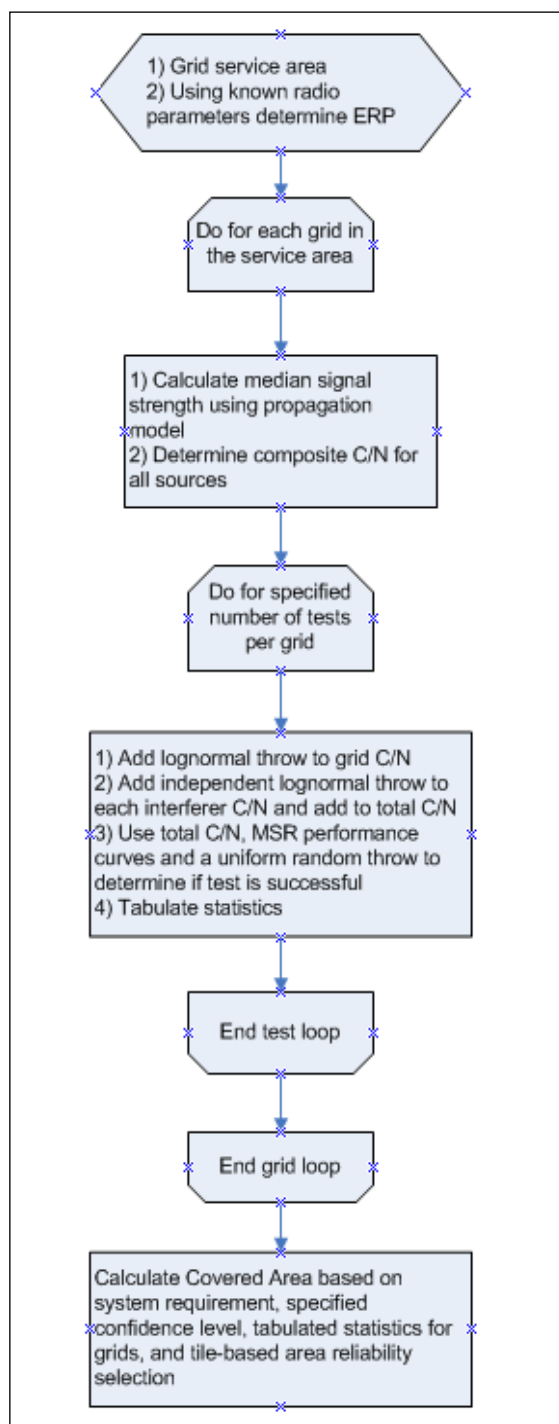 1) Grid service area
2) Using known radio
parameters determine ERP
Do for each grid in
the service area
1) Calculate median signal
strength using propagation
model
2) Determine composite C/N for
all sources
Do for specified
number of tests
per grid
1) Add lognormal throw to grid C/N
2) Add independent lognormal throw to
each interferer C/N and add to total C/N
3) Use total C/N, MSR performance
curves and a uniform random throw to
determine if test is successful
4) Tabulate statistics
End test loop
End grid loop
Calculate Covered Area based on
system requirement, specified
confidence level, tabulated statistics for
grids, and tile-based area reliability
selection